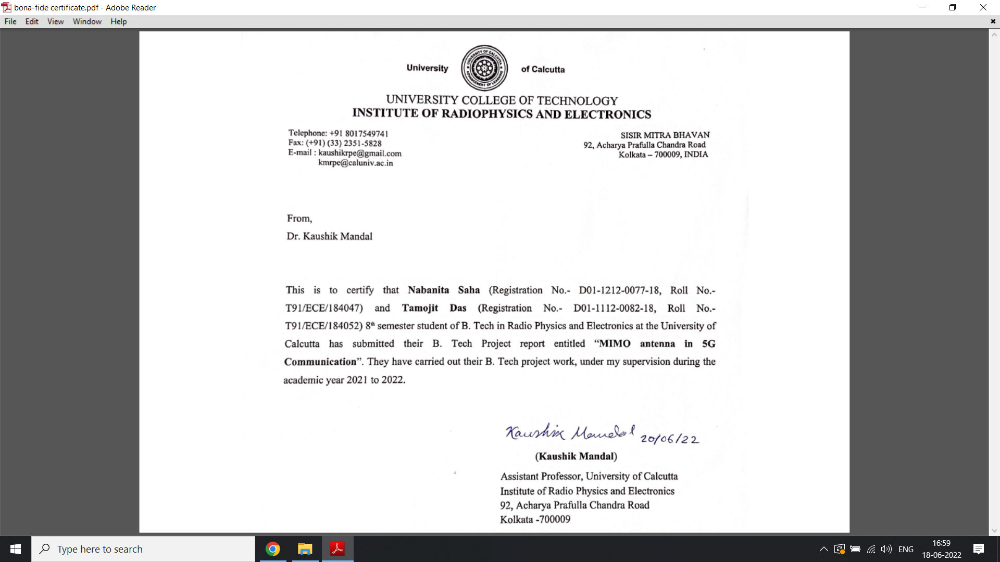 bona-fide certificate.pdf - Adobe Reader
File Edit View Window Help
University of Calcutta
UNIVERSITY OF CALCUTTA
ADVANCEMENT OF LEARNING
UNIVERSITY COLLEGE OF TECHNOLOGY
INSTITUTE OF RADIOPHYSICS AND ELECTRONICS
Telephone: +91 8017549741
Fax: (+91) (33) 2351-5828
E-mail : kaushikrpe@gmail.com
kmrpe@caluniv.ac.in
SISIR MITRA BHAVAN
92, Acharya Prafulla Chandra Road
Kolkata – 700009, INDIA
From,
Dr. Kaushik Mandal
This is to certify that Nabanita Saha (Registration No.- D01-1212-0077-18, Roll No.-
T91/ECE/184047) and Tamojit Das (Registration No.- D01-1112-0082-18, Roll No.-
T91/ECE/184052) 8th semester student of B. Tech in Radio Physics and Electronics at the University of
Calcutta has submitted their B. Tech Project report entitled “MIMO antenna in 5G
Communication”. They have carried out their B. Tech project work, under my supervision during the
academic year 2021 to 2022.
Kaushik Mandal 20/06/22
(Kaushik Mandal)
Assistant Professor, University of Calcutta
Institute of Radio Physics and Electronics
92, Acharya Prafulla Chandra Road
Kolkata -700009
Type here to search
ENG
16:59
18-06-2022